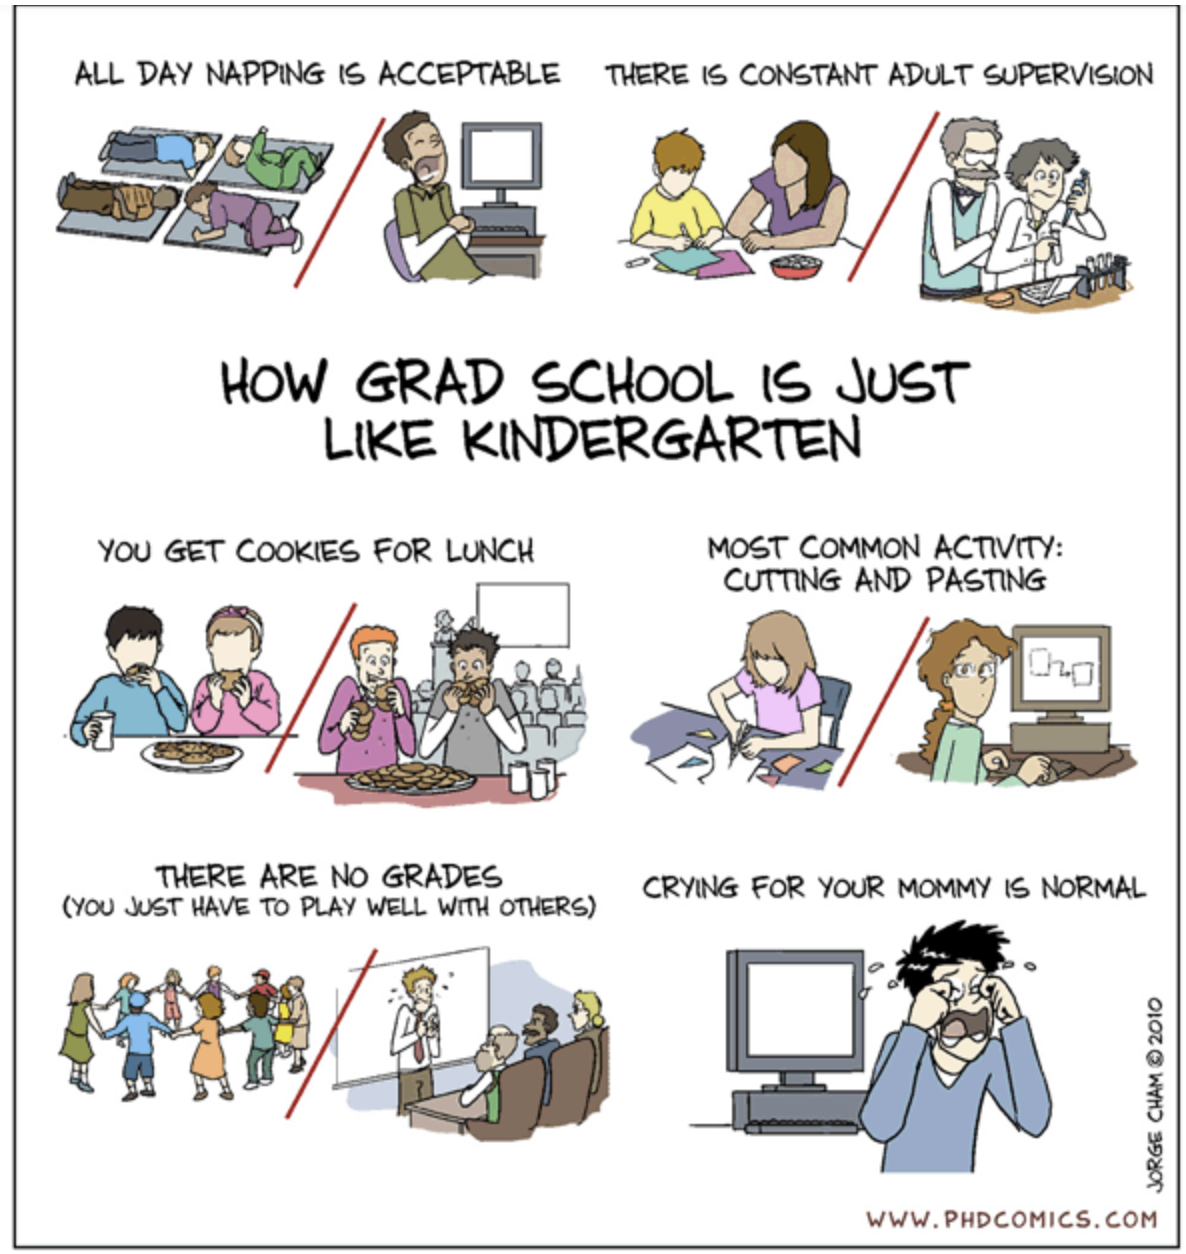 ALL DAY NAPPING IS ACCEPTABLE
THERE IS CONSTANT ADULT SUPERVISION
HOW GRAD SCHOOL IS JUST
LIKE KINDERGARTEN
YOU GET COOKIES FOR LUNCH
MOST COMMON ACTIVITY:
CUTTING AND PASTING
THERE ARE NO GRADES
(YOU JUST HAVE TO PLAY WELL WITH OTHERS)
CRYING FOR YOUR MOMMY IS NORMAL
JORGE CHAM © 2010
WWW.PHDCOMICS.COM